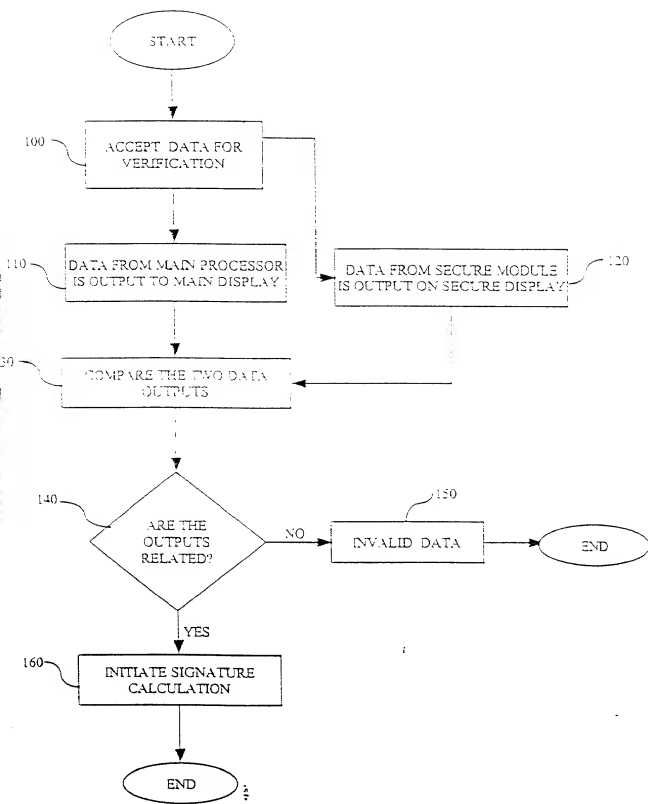 START
100
ACCEPT DATA FOR
VERIFICATION
110
DATA FROM MAIN PROCESSOR
IS OUTPUT TO MAIN DISPLAY
DATA FROM SECURE MODULE
IS OUTPUT ON SECURE DISPLAY
120
30
COMPARE THE TWO DATA
OUTPUTS
140
ARE THE
OUTPUTS
RELATED?
NO
150
INVALID DATA
END
YES
160
INITIATE SIGNATURE
CALCULATION
END